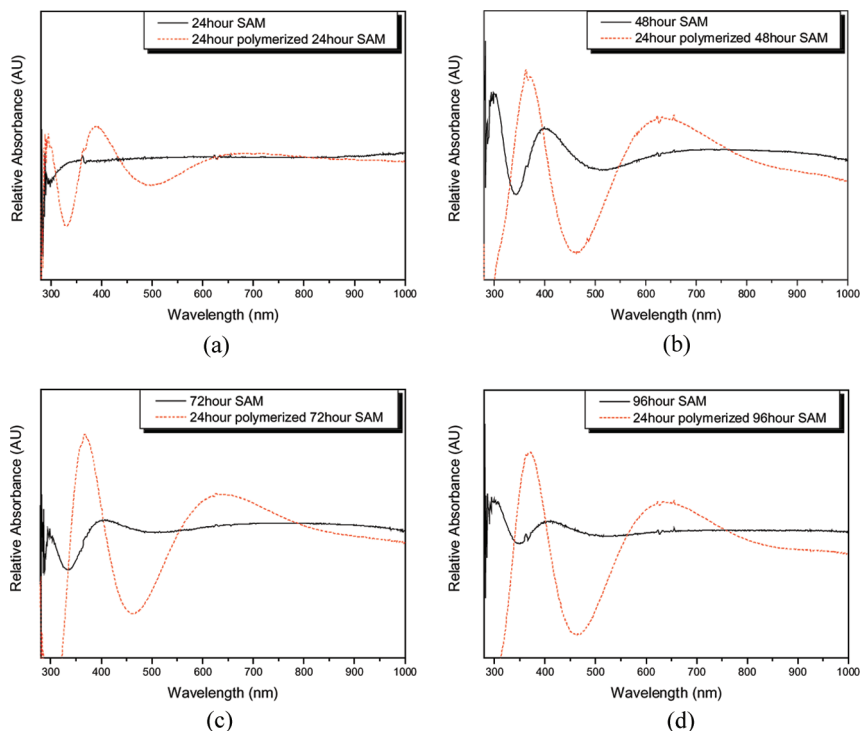 24hour SAM
24hour polymerized 24hour SAM
Relative Absorbance (AU)
300 400 500 600 700 800 900 1000
Wavelength (nm)
(a)
48hour SAM
24hour polymerized 48hour SAM
Relative Absorbance (AU)
300 400 500 600 700 800 900 1000
Wavelength (nm)
(b)
72hour SAM
24hour polymerized 72hour SAM
Relative Absorbance (AU)
300 400 500 600 700 800 900 1000
Wavelength (nm)
(c)
96hour SAM
24hour polymerized 96hour SAM
Relative Absorbance (AU)
300 400 500 600 700 800 900 1000
Wavelength (nm)
(d)